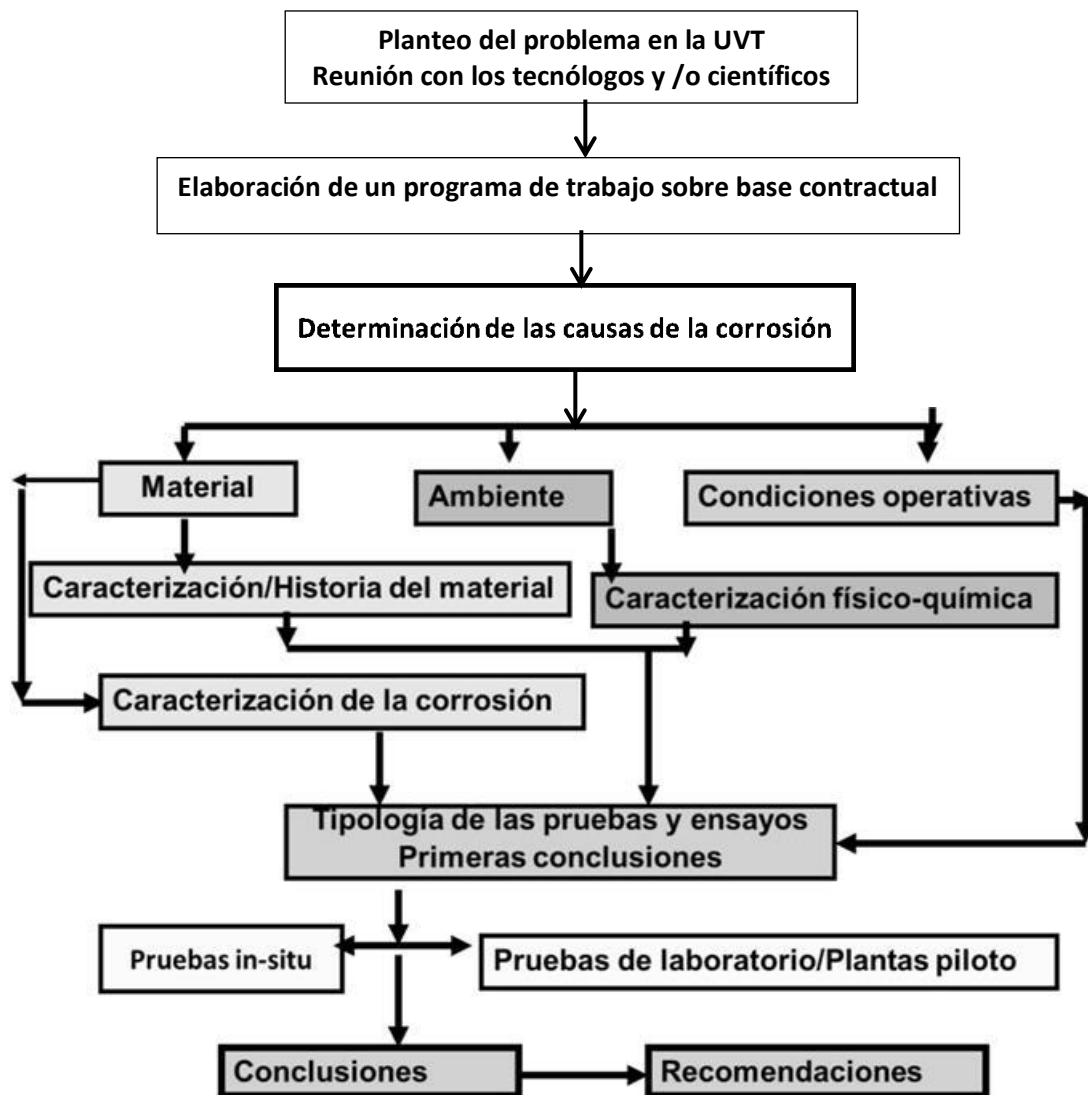 Planteo del problema en la UVT
Reunión con los tecnólogos y /o científicos
Elaboración de un programa de trabajo sobre base contractual
Determinación de las causas de la corrosión
Material
Ambiente
Condiciones operativas
Caracterización/Historia del material
Caracterización físico-química
Caracterización de la corrosión
Tipología de las pruebas y ensayos
Primeras conclusiones
Pruebas in-situ
Pruebas de laboratorio/Plantas piloto
Conclusiones
Recomendaciones